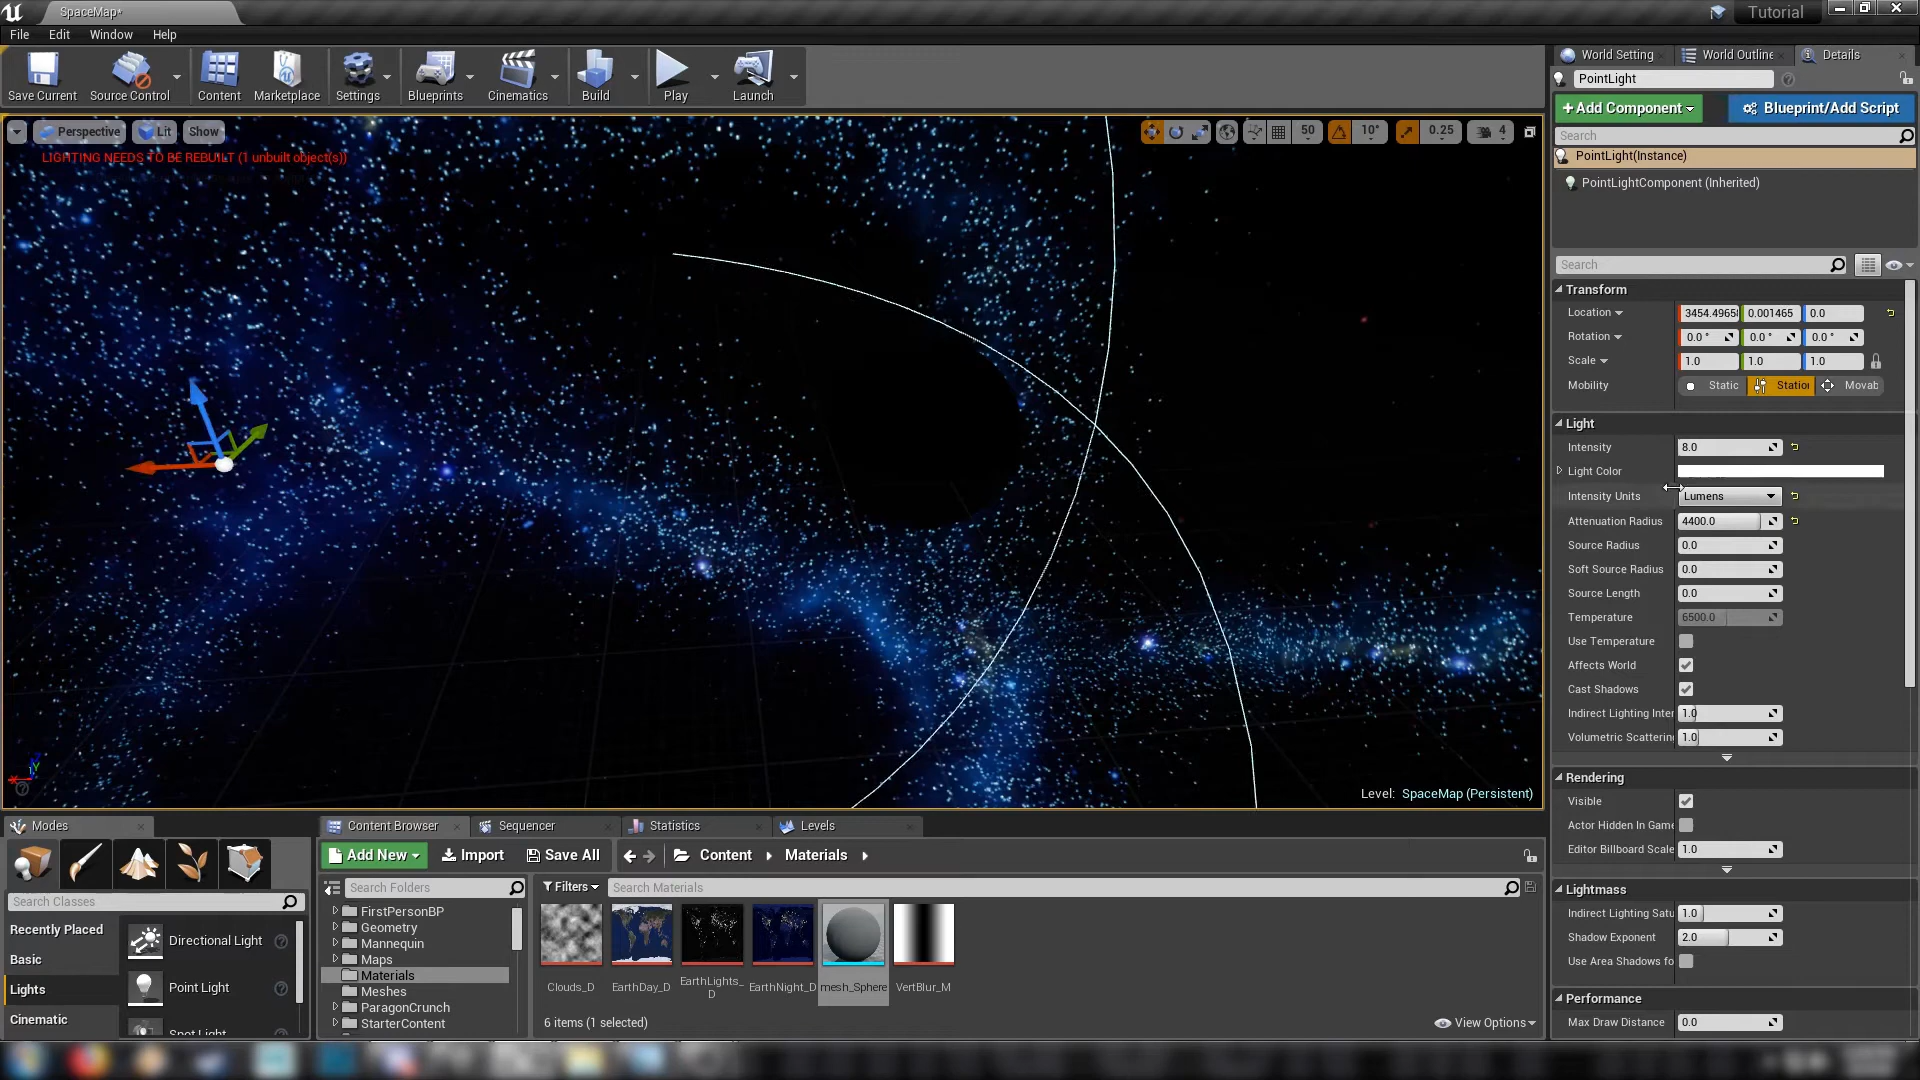 SpaceMap*
Tutorial
File Edit Window Help
Save Current Source Control Content Marketplace Settings Blueprints Cinematics Build Play Launch
Perspective Lit Show
50 10° 0.25 4
LIGHTING NEEDS TO BE REBUILT (1 unbuilt object(s))
Level: SpaceMap (Persistent)
World Setting World Outline Details
PointLight
+Add Component Blueprint/Add Script
Search
PointLight(Instance)
PointLightComponent (Inherited)
Search
Transform
Location 3454.4965 0.001465 0.0
Rotation 0.0 ° 0.0 ° 0.0 °
Scale 1.0 1.0 1.0
Mobility Static Station Movab
Light
Intensity 8.0
Light Color
Intensity Units Lumens
Attenuation Radius 4400.0
Source Radius 0.0
Soft Source Radius 0.0
Source Length 0.0
Temperature 6500.0
Use Temperature
Affects World
Cast Shadows
Indirect Lighting Inter 1.0
Volumetric Scattering 1.0
Rendering
Visible
Actor Hidden In Game
Editor Billboard Scale 1.0
Lightmass
Indirect Lighting Satu 1.0
Shadow Exponent 2.0
Use Area Shadows fo
Performance
Max Draw Distance 0.0
Modes
Search Classes
Recently Placed
Basic
Lights
Cinematic
Directional Light
Point Light
Spot Light
Content Browser Sequencer Statistics Levels
Add New Import Save All Content Materials
Search Folders
Filters Search Materials
FirstPersonBP
Geometry
Mannequin
Maps
Materials
Meshes
ParagonCrunch
StarterContent
Clouds_D EarthDay_D EarthLights_D EarthNight_D mesh_Sphere VertBlur_M
6 items (1 selected)
View Options